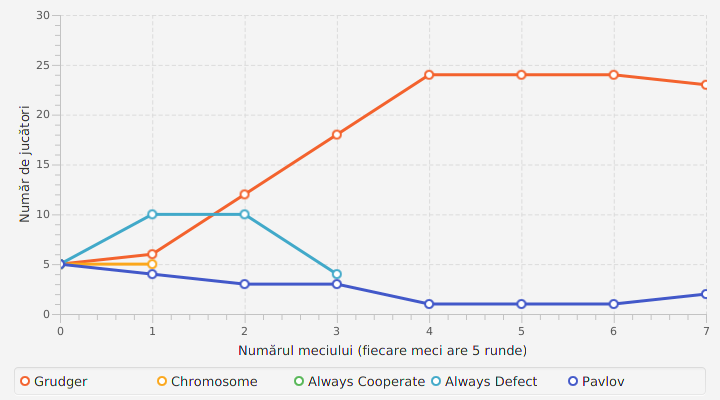 30
25
20
15
10
5
0
Număr de jucători
0 1 2 3 4 5 6 7
Numărul meciului (fiecare meci are 5 runde)
Grudger Chromosome Always Cooperate Always Defect Pavlov